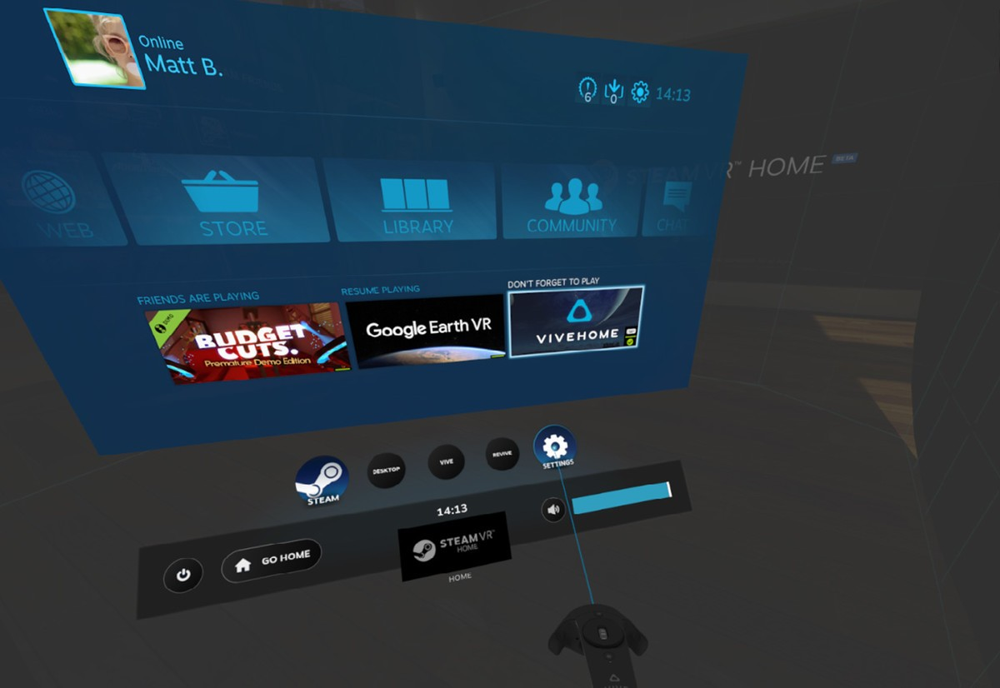 Online
Matt B.
6
0
14:13
STEAMVR™ HOME BETA
WEB
STORE
LIBRARY
COMMUNITY
CHAT
FRIENDS ARE PLAYING
RESUME PLAYING
DON'T FORGET TO PLAY
DEMO
BUDGET
CUTS.
Premature Demo Edition
Google Earth VR
VIVEHOME
STEAM
DESKTOP
VIVE
REVIVE
SETTINGS
14:13
GO HOME
STEAMVR™
HOME
HOME